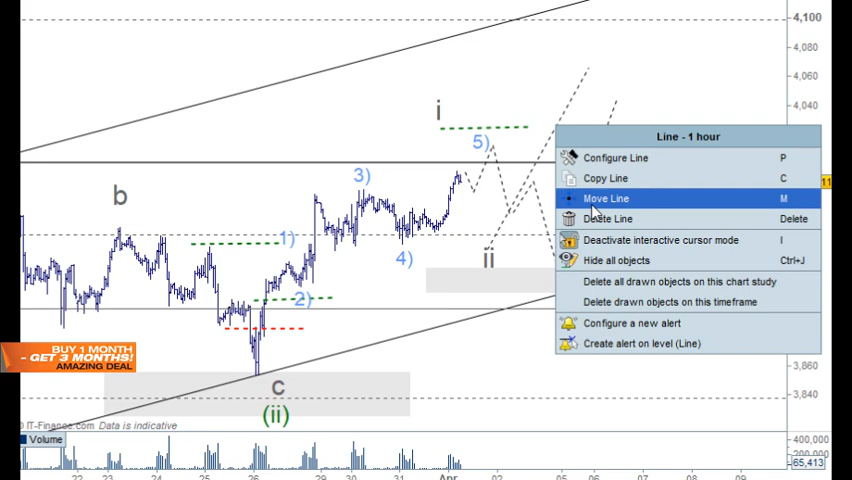 4,100
4,080
4,060
4,040
i
5)
Line - 1 hour
Configure Line P
Copy Line C
Move Line M
Delete Line Delete
Deactivate interactive cursor mode I
Hide all objects Ctrl+J
Delete all drawn objects on this chart study
Delete drawn objects on this timeframe
Configure a new alert
Create alert on level (Line)
11
3)
b
1)
4)
ii
2)
BUY 1 MONTH
- GET 3 MONTHS!
AMAZING DEAL
3,860
3,840
c
(ii)
© IT-Finance.com Data is indicative
Volume
400,000
65,413
22 23 24 25 26 29 30 31 Apr 02 05 06 07 08 09